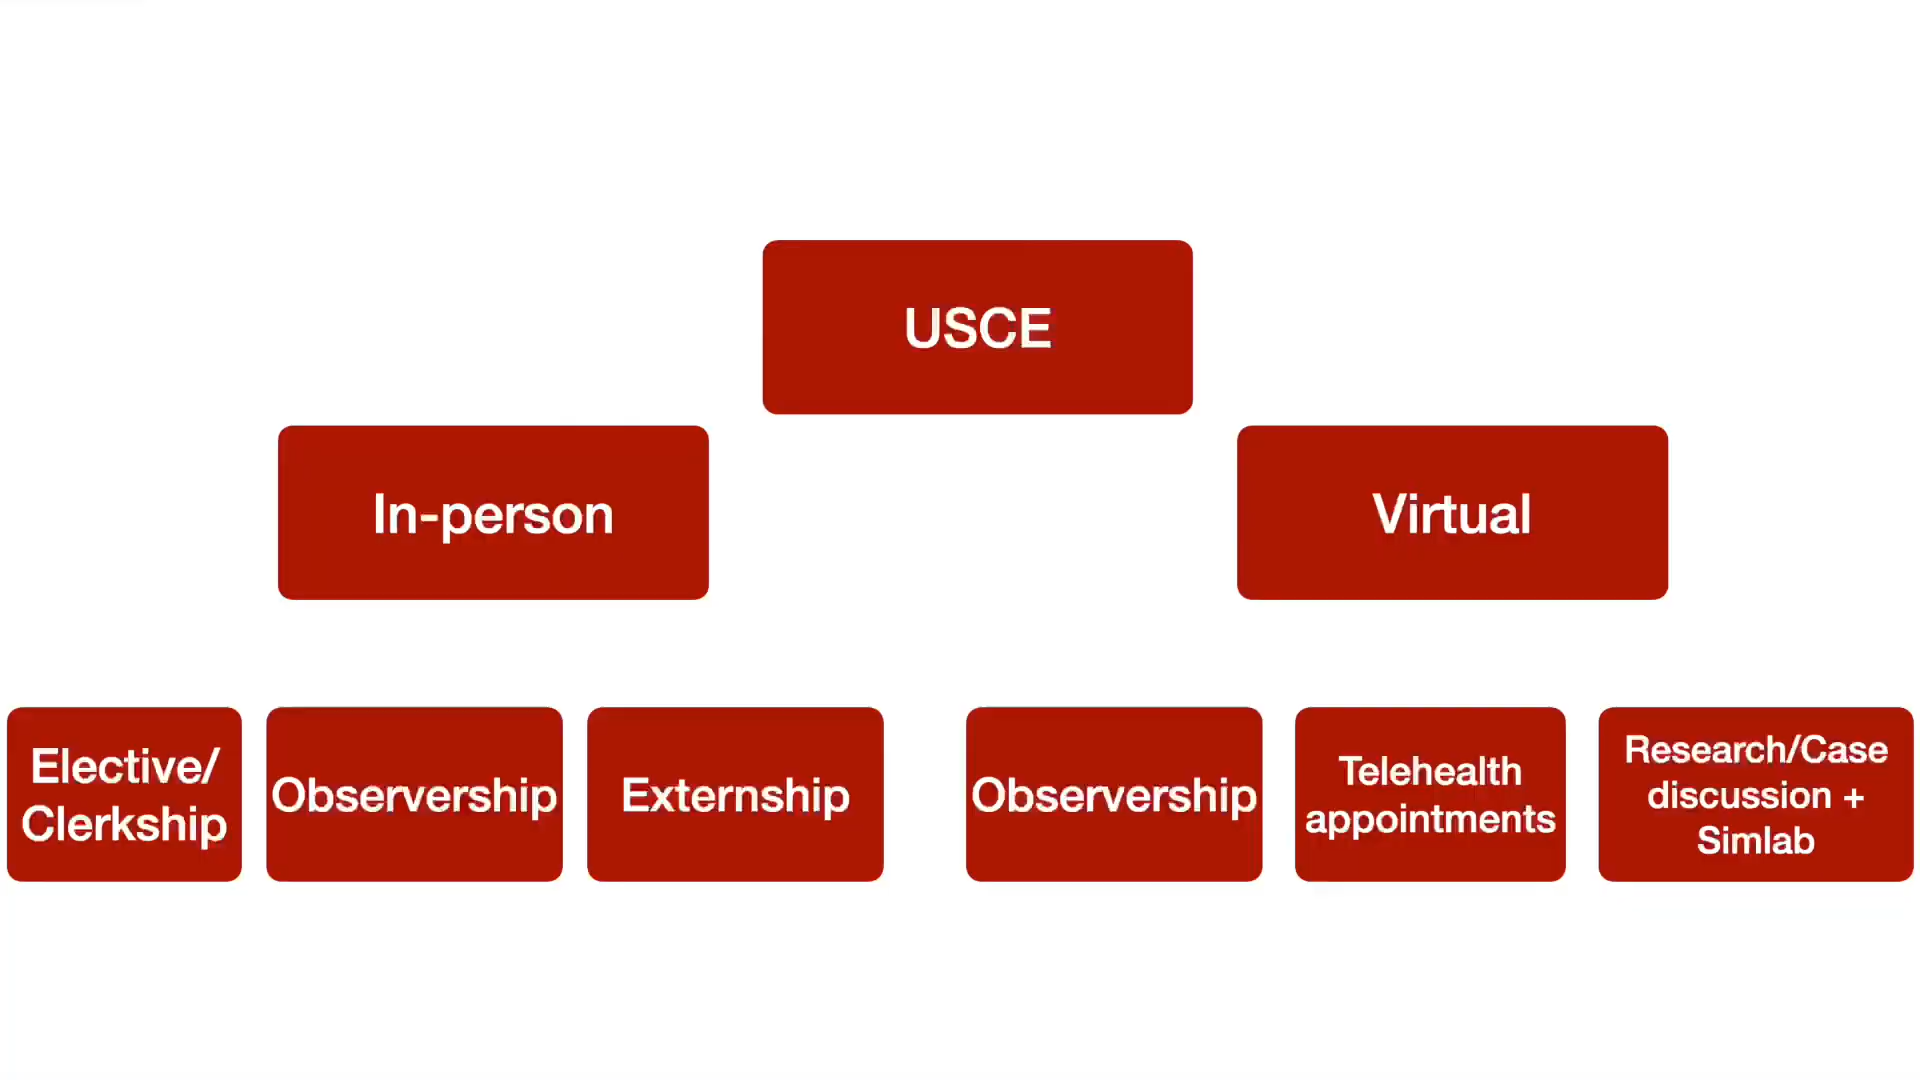 USCE
In-person
Virtual
Elective/
Clerkship
Observership
Externship
Observership
Telehealth
appointments
Research/Case
discussion +
Simlab